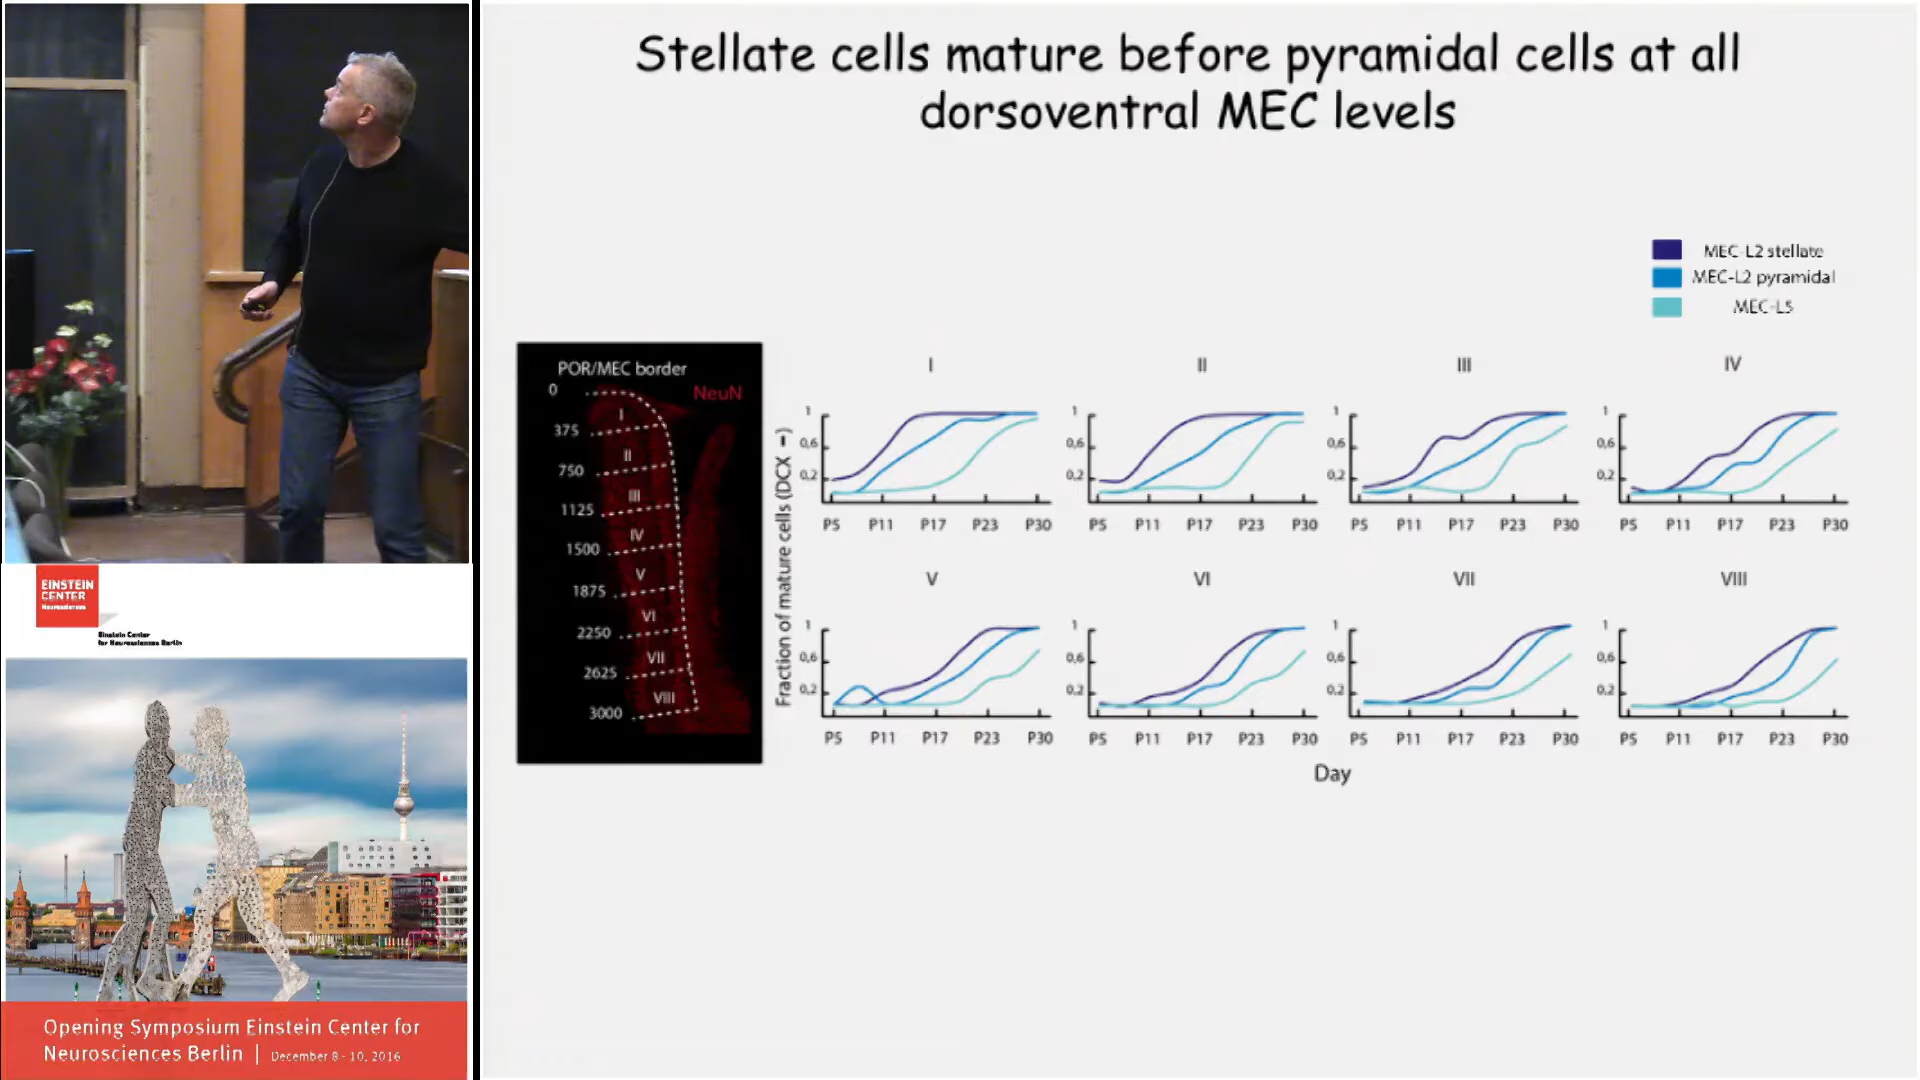 Stellate cells mature before pyramidal cells at all
dorsoventral MEC levels
MEC-L2 stellate
MEC-L2 pyramidal
MEC-L5
POR/MEC border
NeuN
0
375
750
1125
1500
1875
2250
2625
3000
I
II
III
IV
V
VI
VII
VIII
Fraction of mature cells (DCX −)
I
1
0,6
0,2
P5 P11 P17 P23 P30
II
1
0,6
0,2
P5 P11 P17 P23 P30
III
1
0,6
0,2
P5 P11 P17 P23 P30
IV
1
0,6
0,2
P5 P11 P17 P23 P30
V
1
0,6
0,2
P5 P11 P17 P23 P30
VI
1
0,6
0,2
P5 P11 P17 P23 P30
VII
1
0,6
0,2
P5 P11 P17 P23 P30
VIII
1
0,6
0,2
P5 P11 P17 P23 P30
Day
EINSTEIN
CENTER
Neurosciences
Einstein Center
for Neurosciences Berlin
Opening Symposium Einstein Center for
Neurosciences Berlin | December 8 - 10, 2016